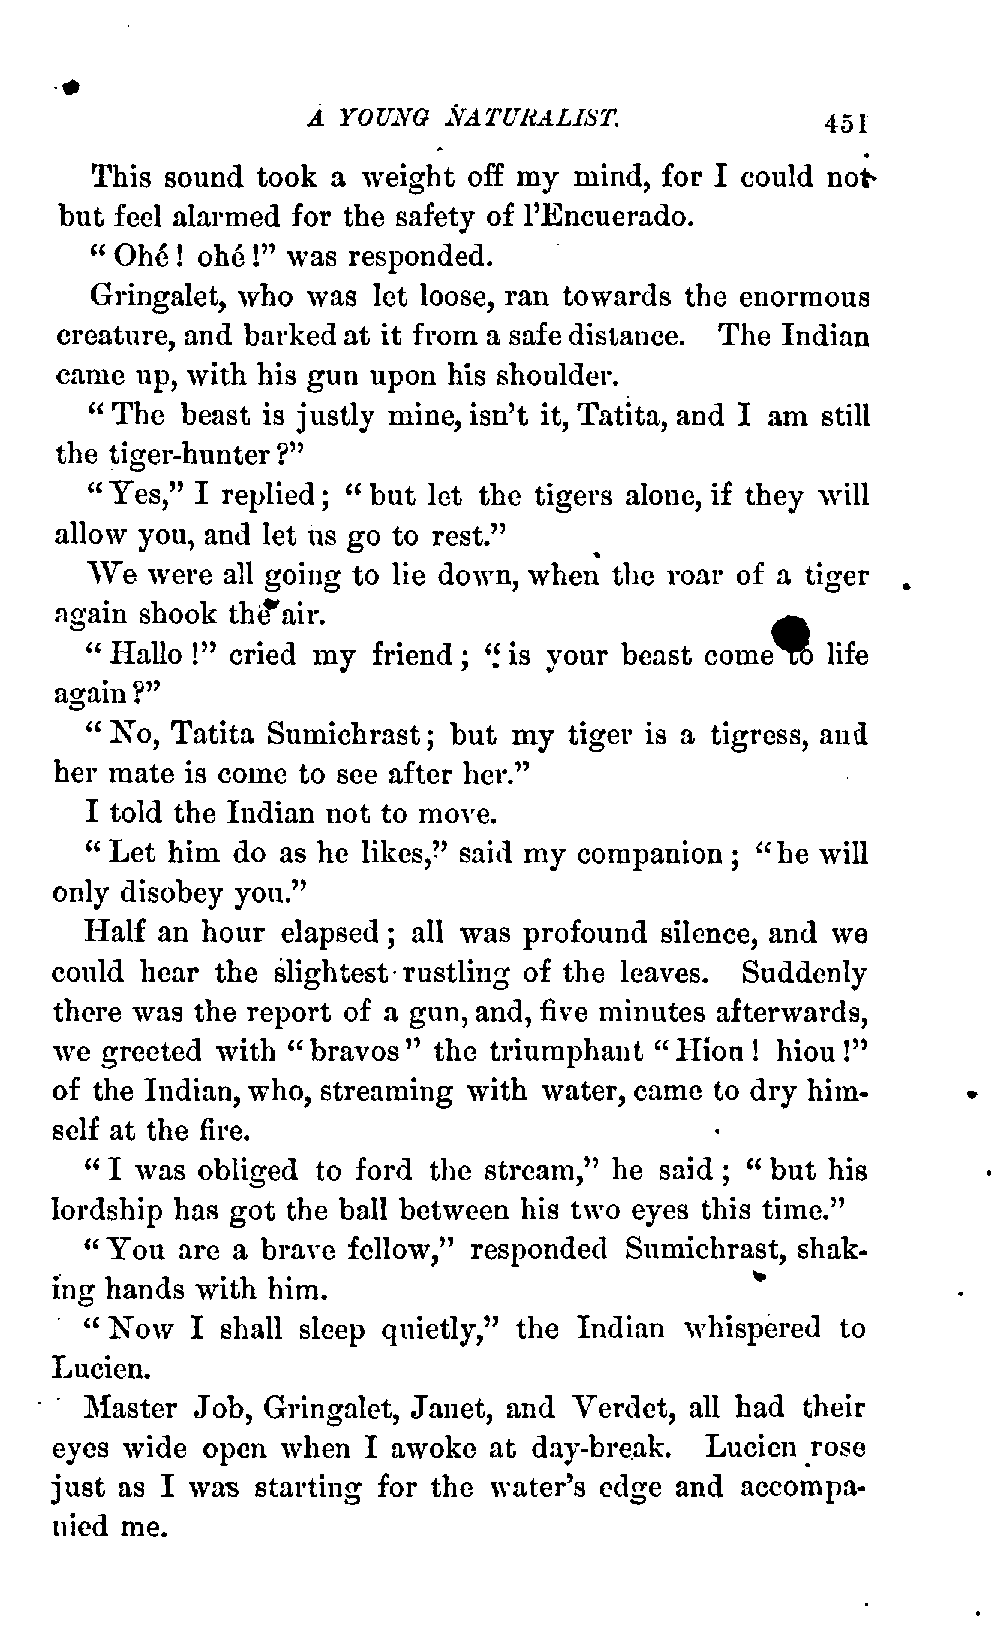 A YOUNG NATURALIST. 451
This sound took a weight off my mind, for I could not
but feel alarmed for the safety of l'Encuerado.
"Ohé! ohé!" was responded.
Gringalet, who was let loose, ran towards the enormous
creature, and barked at it from a safe distance. The Indian
came up, with his gun upon his shoulder.
"The beast is justly mine, isn't it, Tatita, and I am still
the tiger-hunter?"
"Yes," I replied; "but let the tigers alone, if they will
allow you, and let us go to rest."
We were all going to lie down, when the roar of a tiger
again shook the air.
"Hallo!" cried my friend; "is your beast come to life
again?"
"No, Tatita Sumichrast; but my tiger is a tigress, and
her mate is come to see after her."
I told the Indian not to move.
"Let him do as he likes," said my companion; "he will
only disobey you."
Half an hour elapsed; all was profound silence, and we
could hear the slightest rustling of the leaves. Suddenly
there was the report of a gun, and, five minutes afterwards,
we greeted with "bravos" the triumphant "Hiou! hiou!"
of the Indian, who, streaming with water, came to dry him-
self at the fire.
"I was obliged to ford the stream," he said; "but his
lordship has got the ball between his two eyes this time."
"You are a brave fellow," responded Sumichrast, shak-
ing hands with him.
"Now I shall sleep quietly," the Indian whispered to
Lucien.
Master Job, Gringalet, Janet, and Verdet, all had their
eyes wide open when I awoke at day-break. Lucien rose
just as I was starting for the water's edge and accompa-
nied me.